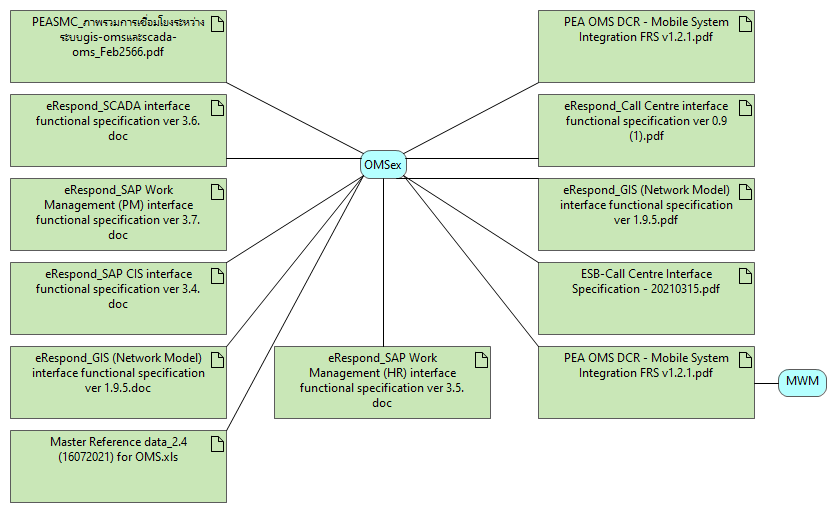 PEASMC_ภาพรวมการเชื่อมโยงระหว่าง
ระบบgis-omsและscada-
oms_Feb2566.pdf
eRespond_SCADA interface
functional specification ver 3.6.
doc
eRespond_SAP Work
Management (PM) interface
functional specification ver 3.7.
doc
eRespond_SAP CIS interface
functional specification ver 3.4.
doc
eRespond_GIS (Network Model)
interface functional specification
ver 1.9.5.doc
Master Reference data_2.4
(16072021) for OMS.xls
OMSex
eRespond_SAP Work
Management (HR) interface
functional specification ver 3.5.
doc
PEA OMS DCR - Mobile System
Integration FRS v1.2.1.pdf
eRespond_Call Centre interface
functional specification ver 0.9
(1).pdf
eRespond_GIS (Network Model)
interface functional specification
ver 1.9.5.pdf
ESB-Call Centre Interface
Specification - 20210315.pdf
PEA OMS DCR - Mobile System
Integration FRS v1.2.1.pdf
MWM